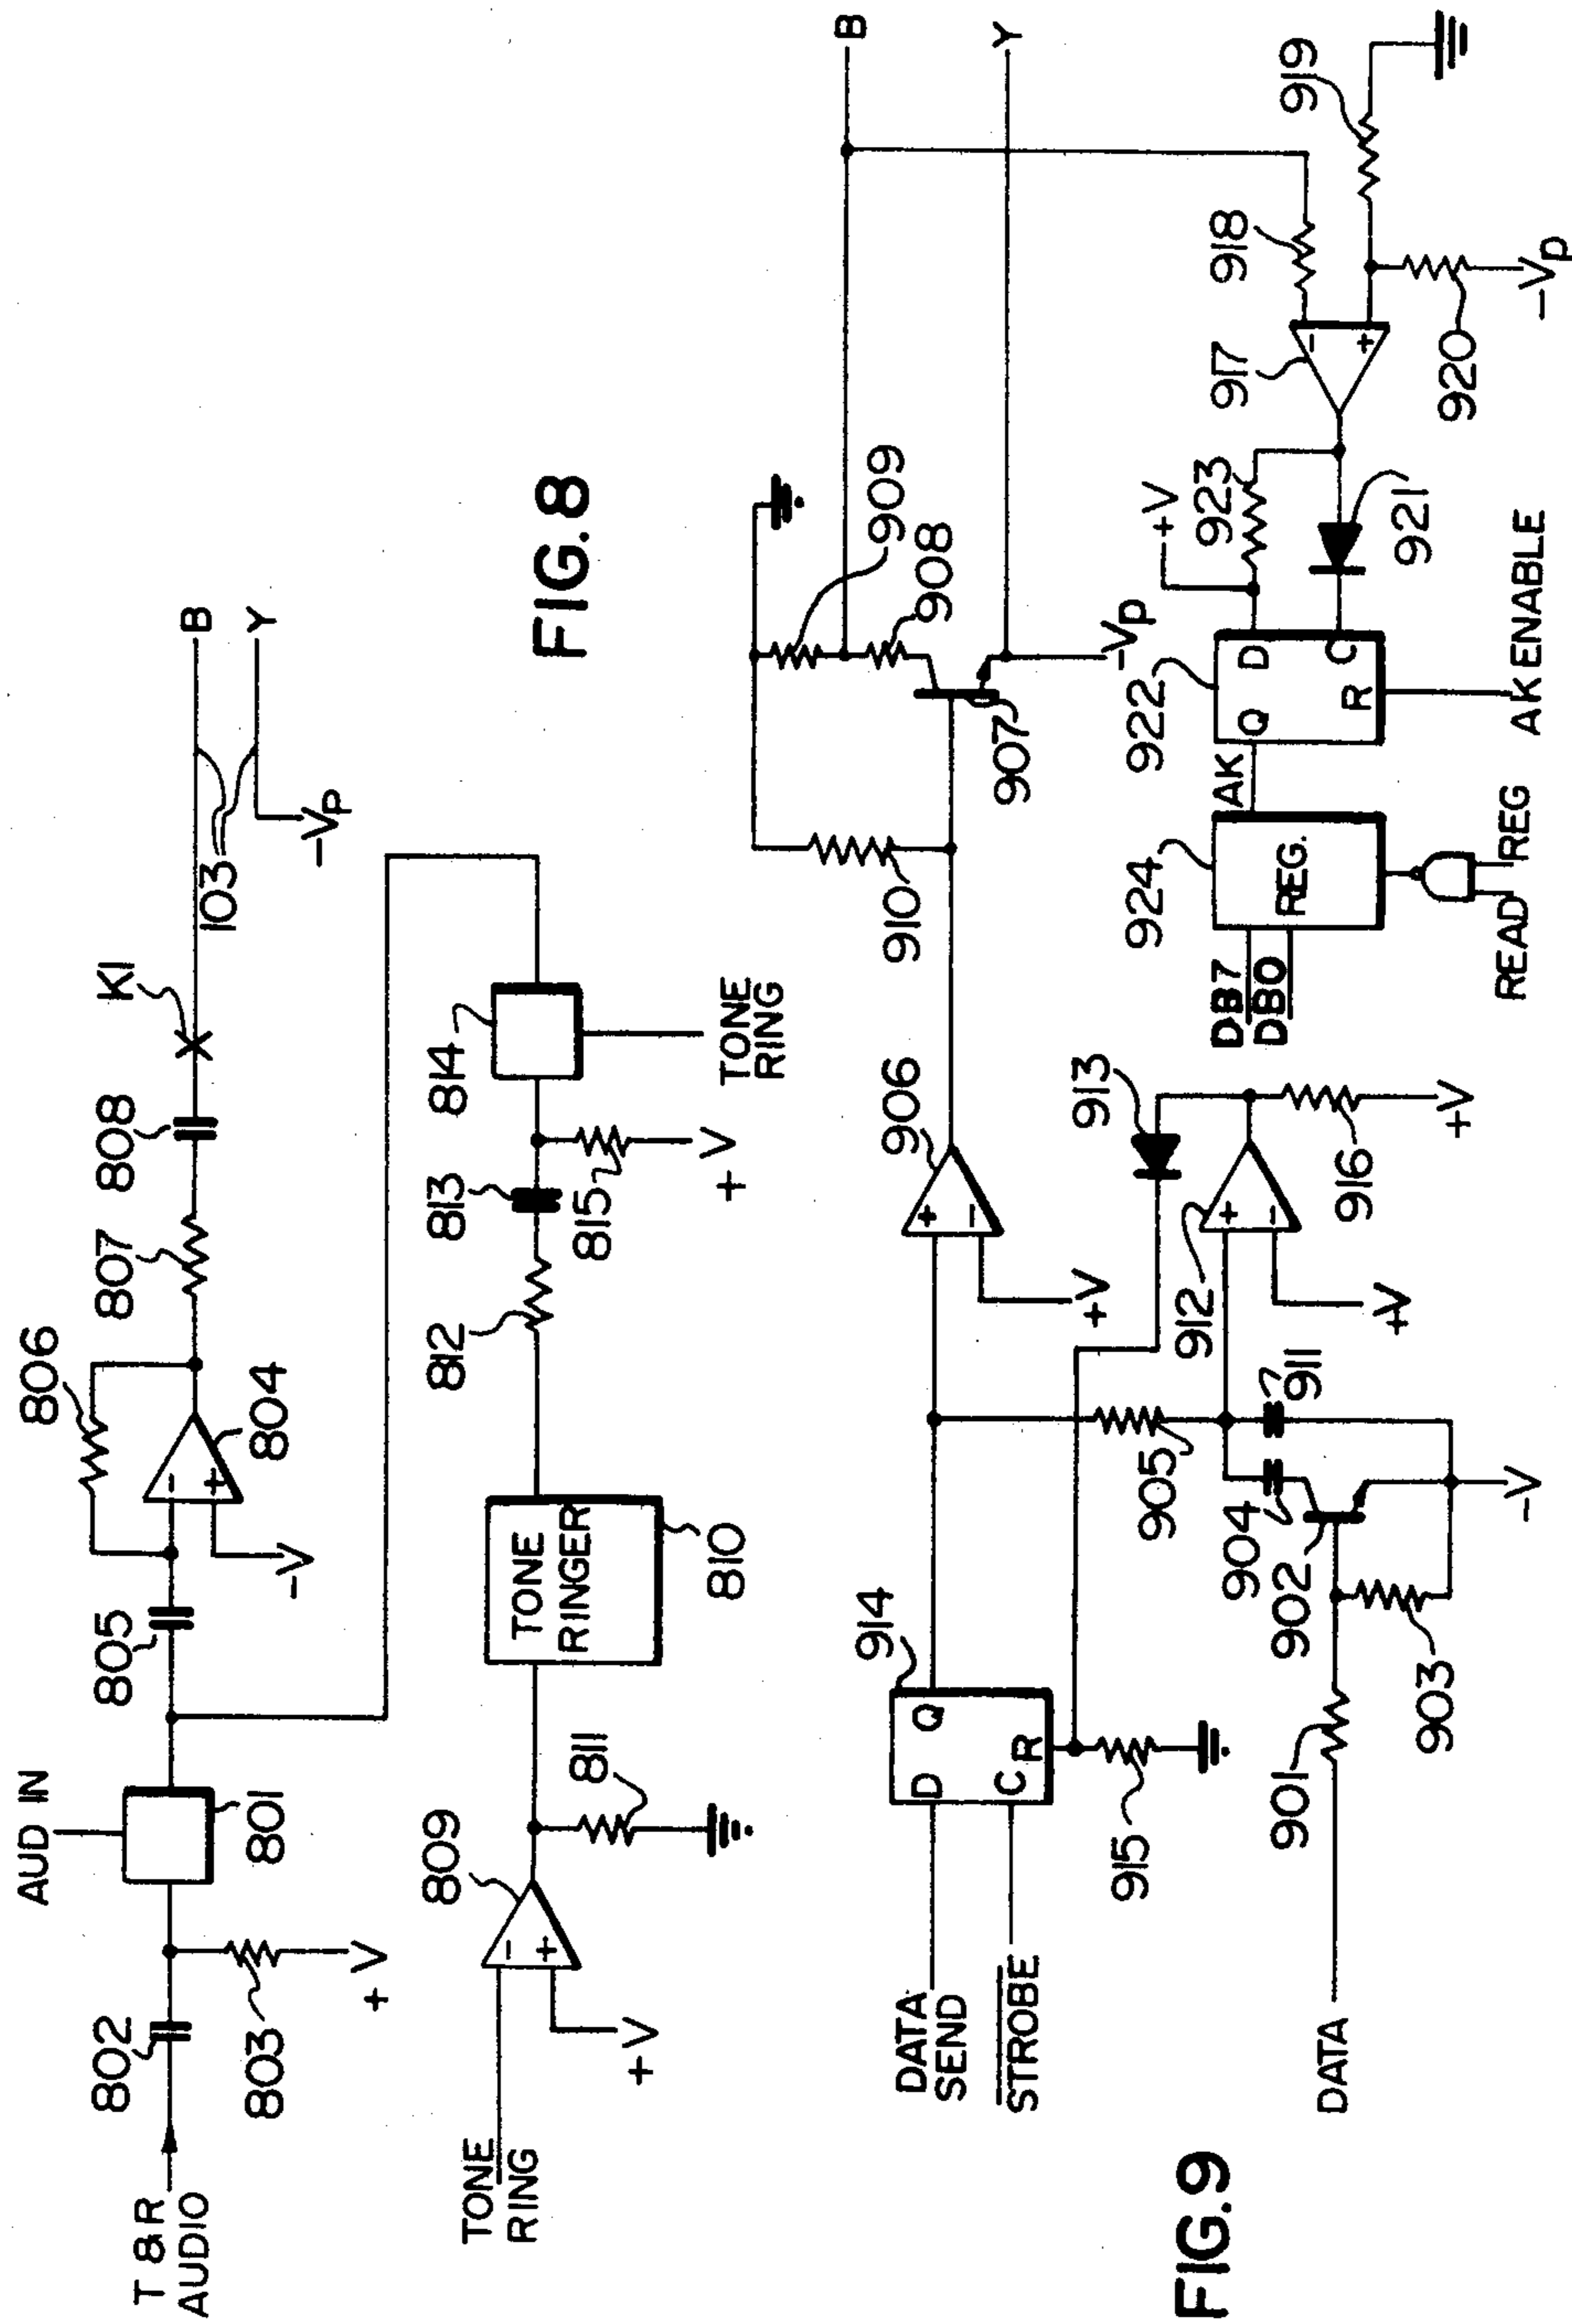 T & R
AUDIO
802
803
+V
AUD IN
801
805
-V
806
804
807
808
K1
103
B
Y
-Vp
TONE
RING
809
+V
811
TONE
RINGER
810
812
813
815
+V
814
TONE
RING
FIG. 8
DATA
SEND
STROBE
D
Q
C
R
914
915
DATA
901
903
902
904
905
911
-V
912
+
-
+V
913
916
+V
906
+
-
+V
910
907
908
909
-Vp
B
Y
DB7
DB0
924
REG.
READ
REG
AK
922
Q
D
C
R
AK ENABLE
+V
923
921
917
-
+
918
919
920
-Vp
FIG. 9